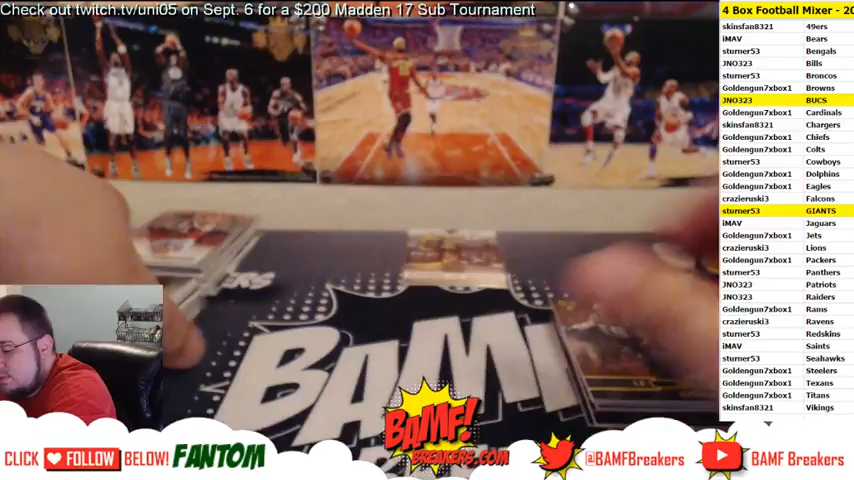 Check out twitch.tv/uni05 on Sept. 6 for a $200 Madden 17 Sub Tournament
4 Box Football Mixer - 20
skinsfan8321 49ers
iMAV Bears
sturner53 Bengals
JNO323 Bills
sturner53 Broncos
Goldengun7xbox1 Browns
JNO323 BUCS
Goldengun7xbox1 Cardinals
skinsfan8321 Chargers
Goldengun7xbox1 Chiefs
Goldengun7xbox1 Colts
sturner53 Cowboys
Goldengun7xbox1 Dolphins
Goldengun7xbox1 Eagles
crazieruski3 Falcons
sturner53 GIANTS
iMAV Jaguars
Goldengun7xbox1 Jets
crazieruski3 Lions
Goldengun7xbox1 Packers
sturner53 Panthers
JNO323 Patriots
JNO323 Raiders
Goldengun7xbox1 Rams
crazieruski3 Ravens
sturner53 Redskins
iMAV Saints
sturner53 Seahawks
Goldengun7xbox1 Steelers
Goldengun7xbox1 Texans
Goldengun7xbox1 Titans
skinsfan8321 Vikings
BAM
BAMF!
BREAKERS.COM
CLICK FOLLOW BELOW! FANTOM
@BAMFBreakers
BAMF Breakers